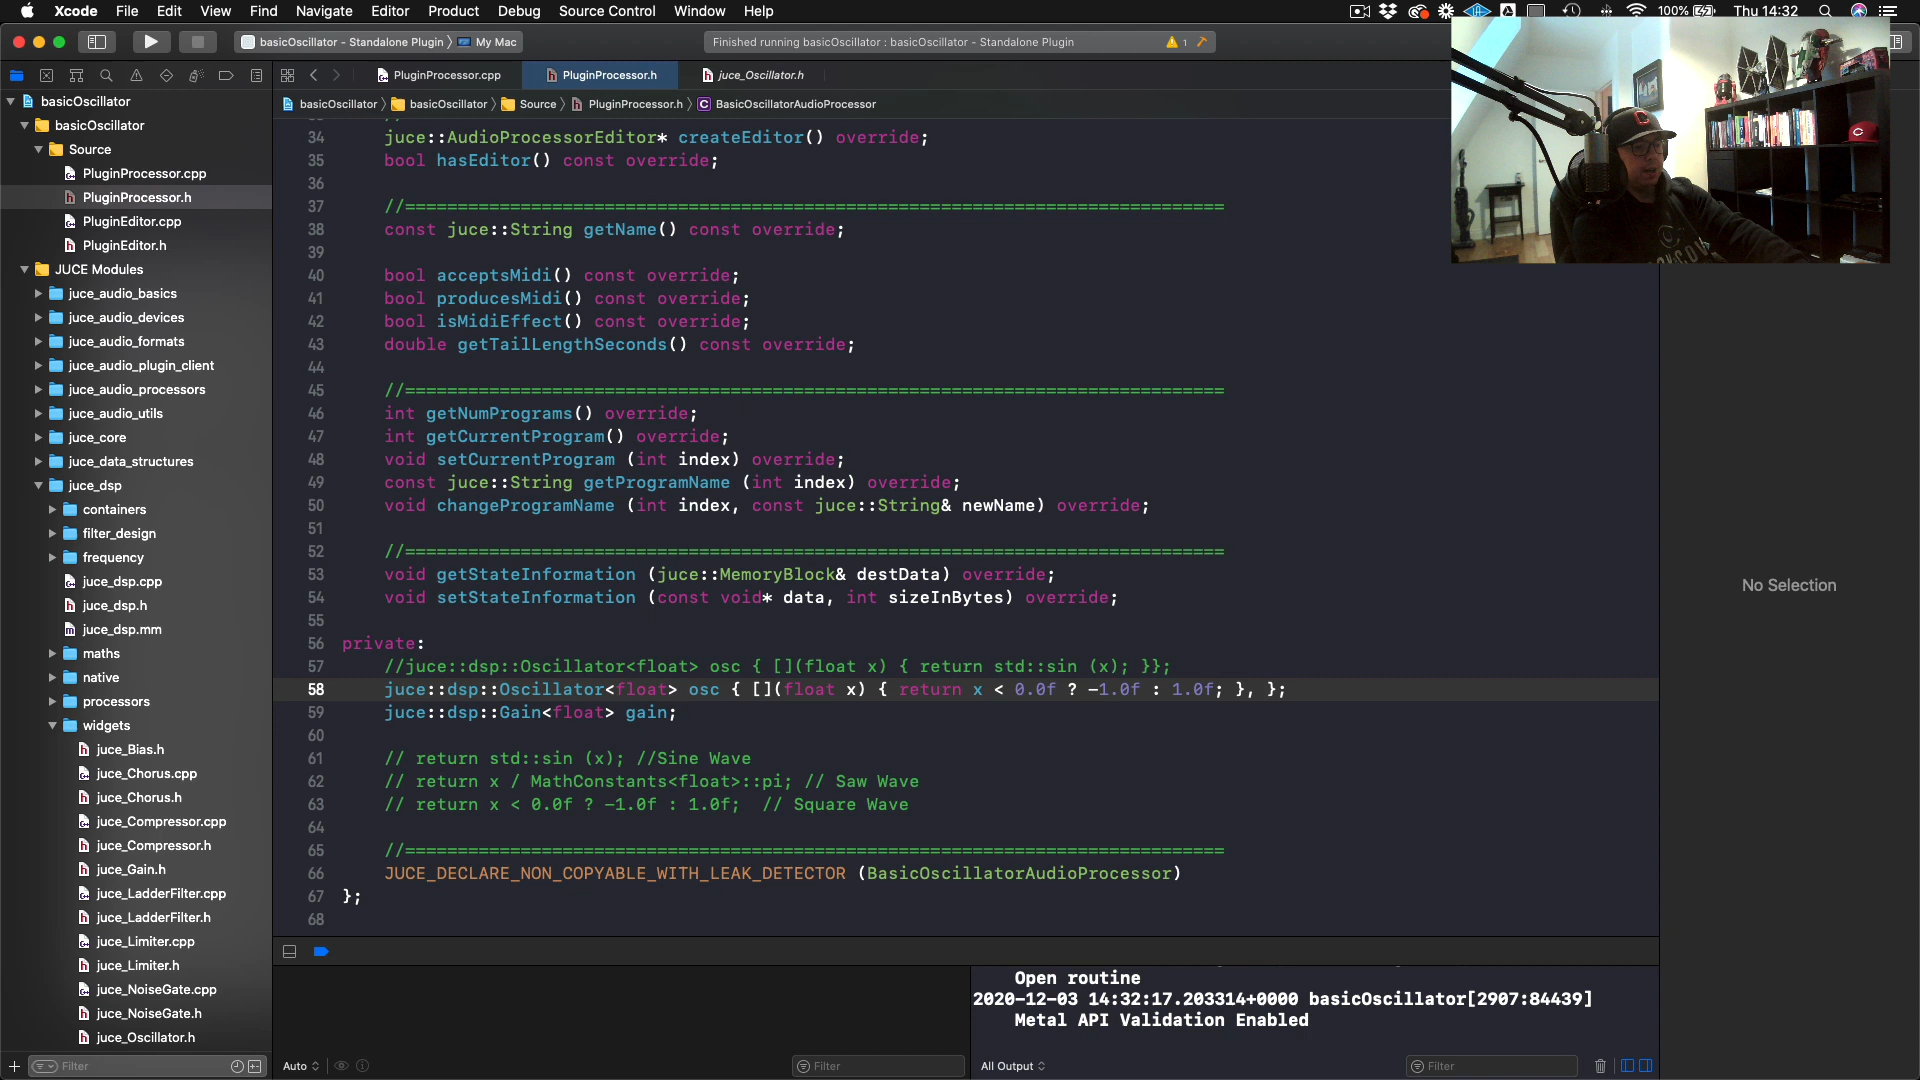 Xcode File Edit View Find Navigate Editor Product Debug Source Control Window Help
100% Thu 14:32
basicOscillator - Standalone Plugin My Mac
Finished running basicOscillator : basicOscillator - Standalone Plugin
1
PluginProcessor.cpp PluginProcessor.h juce_Oscillator.h
basicOscillator basicOscillator Source PluginProcessor.h C BasicOscillatorAudioProcessor
basicOscillator
basicOscillator
Source
PluginProcessor.cpp
PluginProcessor.h
PluginEditor.cpp
PluginEditor.h
JUCE Modules
juce_audio_basics
juce_audio_devices
juce_audio_formats
juce_audio_plugin_client
juce_audio_processors
juce_audio_utils
juce_core
juce_data_structures
juce_dsp
containers
filter_design
frequency
juce_dsp.cpp
juce_dsp.h
juce_dsp.mm
maths
native
processors
widgets
juce_Bias.h
juce_Chorus.cpp
juce_Chorus.h
juce_Compressor.cpp
juce_Compressor.h
juce_Gain.h
juce_LadderFilter.cpp
juce_LadderFilter.h
juce_Limiter.cpp
juce_Limiter.h
juce_NoiseGate.cpp
juce_NoiseGate.h
juce_Oscillator.h
Filter
34 juce::AudioProcessorEditor* createEditor() override;
35 bool hasEditor() const override;
36
37 //==============================================================================
38 const juce::String getName() const override;
39
40 bool acceptsMidi() const override;
41 bool producesMidi() const override;
42 bool isMidiEffect() const override;
43 double getTailLengthSeconds() const override;
44
45 //==============================================================================
46 int getNumPrograms() override;
47 int getCurrentProgram() override;
48 void setCurrentProgram (int index) override;
49 const juce::String getProgramName (int index) override;
50 void changeProgramName (int index, const juce::String& newName) override;
51
52 //==============================================================================
53 void getStateInformation (juce::MemoryBlock& destData) override;
54 void setStateInformation (const void* data, int sizeInBytes) override;
55
56 private:
57 //juce::dsp::Oscillator<float> osc { [](float x) { return std::sin (x); }};
58 juce::dsp::Oscillator<float> osc { [](float x) { return x < 0.0f ? -1.0f : 1.0f; }, };
59 juce::dsp::Gain<float> gain;
60
61 // return std::sin (x); //Sine Wave
62 // return x / MathConstants<float>::pi; // Saw Wave
63 // return x < 0.0f ? -1.0f : 1.0f; // Square Wave
64
65 //==============================================================================
66 JUCE_DECLARE_NON_COPYABLE_WITH_LEAK_DETECTOR (BasicOscillatorAudioProcessor)
67 };
68
No Selection
Open routine
2020-12-03 14:32:17.203314+0000 basicOscillator[2907:84439]
Metal API Validation Enabled
Auto
Filter
All Output
Filter